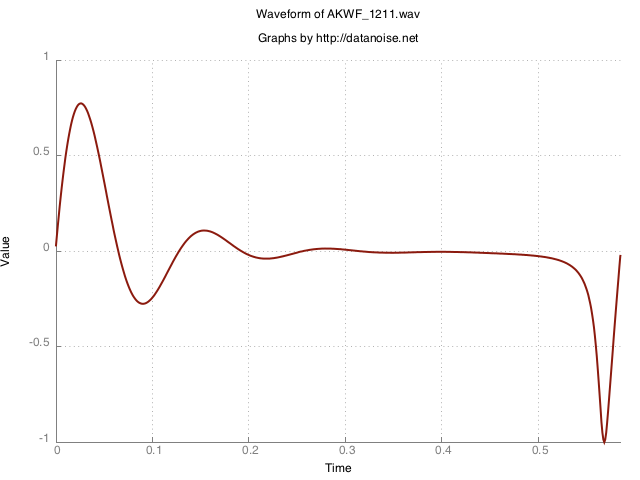 Waveform of AKWF_1211.wav
Graphs by http://datanoise.net
1
0.5
0
-0.5
-1
Value
0 0.1 0.2 0.3 0.4 0.5
Time